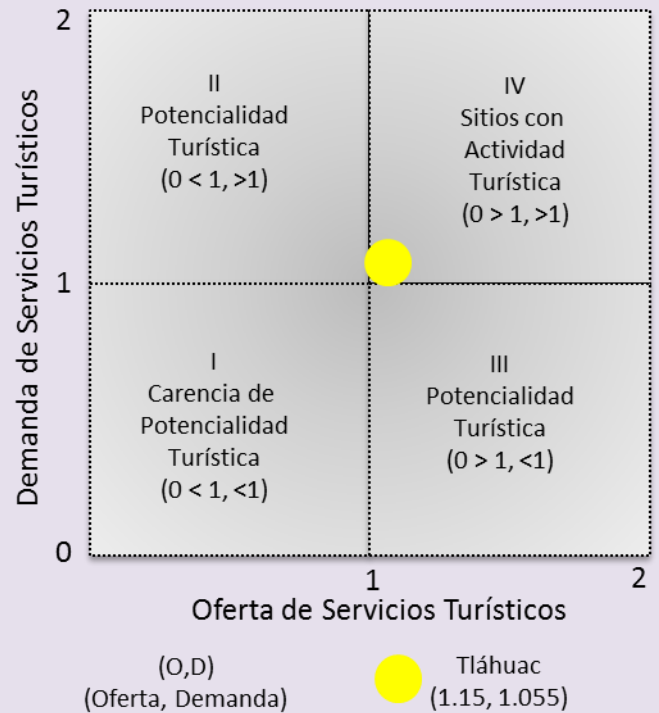 Demanda de Servicios Turísticos
2
1
0
II
Potencialidad
Turística
(0 < 1, >1)
IV
Sitios con
Actividad
Turística
(0 > 1, >1)
I
Carencia de
Potencialidad
Turística
(0 < 1, <1)
III
Potencialidad
Turística
(0 > 1, <1)
1
2
Oferta de Servicios Turísticos
(O,D)
(Oferta, Demanda)
Tláhuac
(1.15, 1.055)